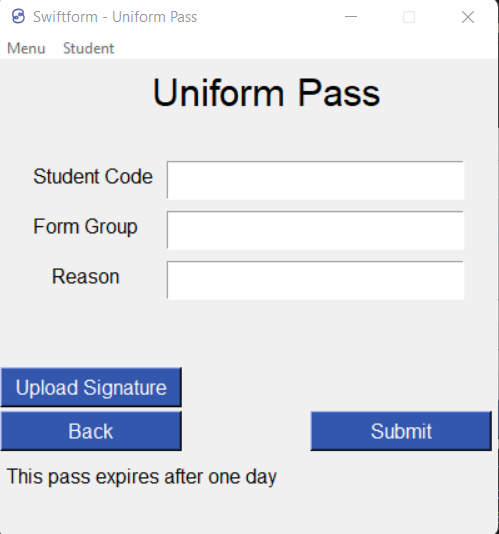 Swiftform - Uniform Pass
Menu Student
Uniform Pass
Student Code
Form Group
Reason
Upload Signature
Back Submit
This pass expires after one day